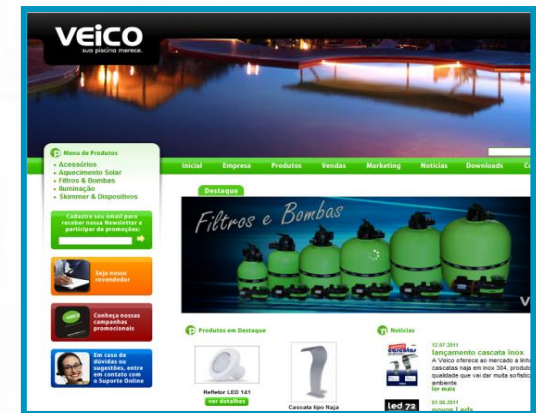 VEiCO
sua piscina merece.
Menu de Produtos
+ Acessórios
+ Aquecimento Solar
+ Filtros & Bombas
+ Iluminação
+ Skimmer & Dispositivos
Cadastre seu email para
receber nossa Newsletter e
participar de promoções:
Seja nosso
revendedor
Conheça nossas
campanhas
promocionais
Em caso de
dúvidas ou
sugestões, entre
em contato com
o Suporte Online
Inicial Empresa Produtos Vendas Marketing Notícias Downloads
Destaque
Filtros e Bombas
Produtos em Destaque
Refletor LED 141
ver detalhes
Cascata tipo Naja
Notícias
12.07.2011
lançamento cascata inox
A Veico oferece ao mercado a linha
cascatas naja em inox 304, produto
qualidade que vai dar muita
ambiente.
ler mais
led 72
01.06.2011
novos Leds